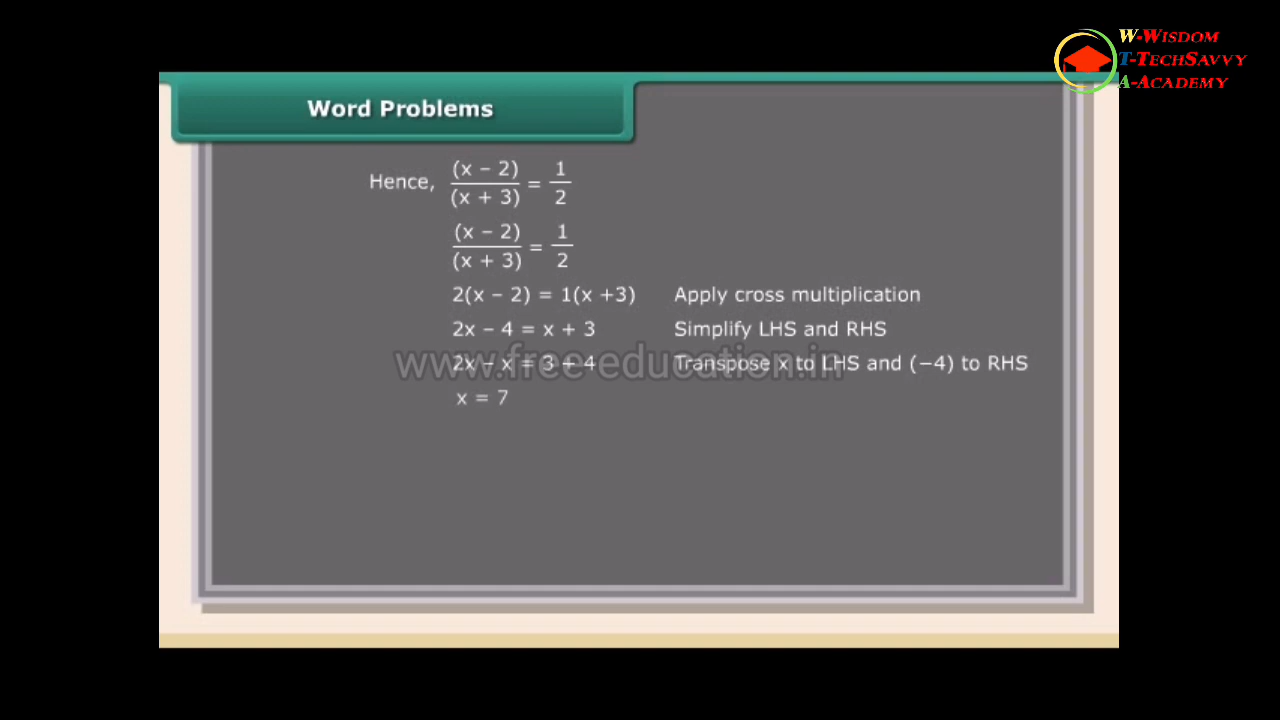 W-Wisdom
T-TechSavvy
A-Academy
Word Problems
Hence, (x – 2)/(x + 3) = 1/2
(x – 2)/(x + 3) = 1/2
2(x – 2) = 1(x +3) Apply cross multiplication
2x – 4 = x + 3 Simplify LHS and RHS
2x – x = 3 + 4 Transpose x to LHS and (−4) to RHS
www.free-education.in
x = 7